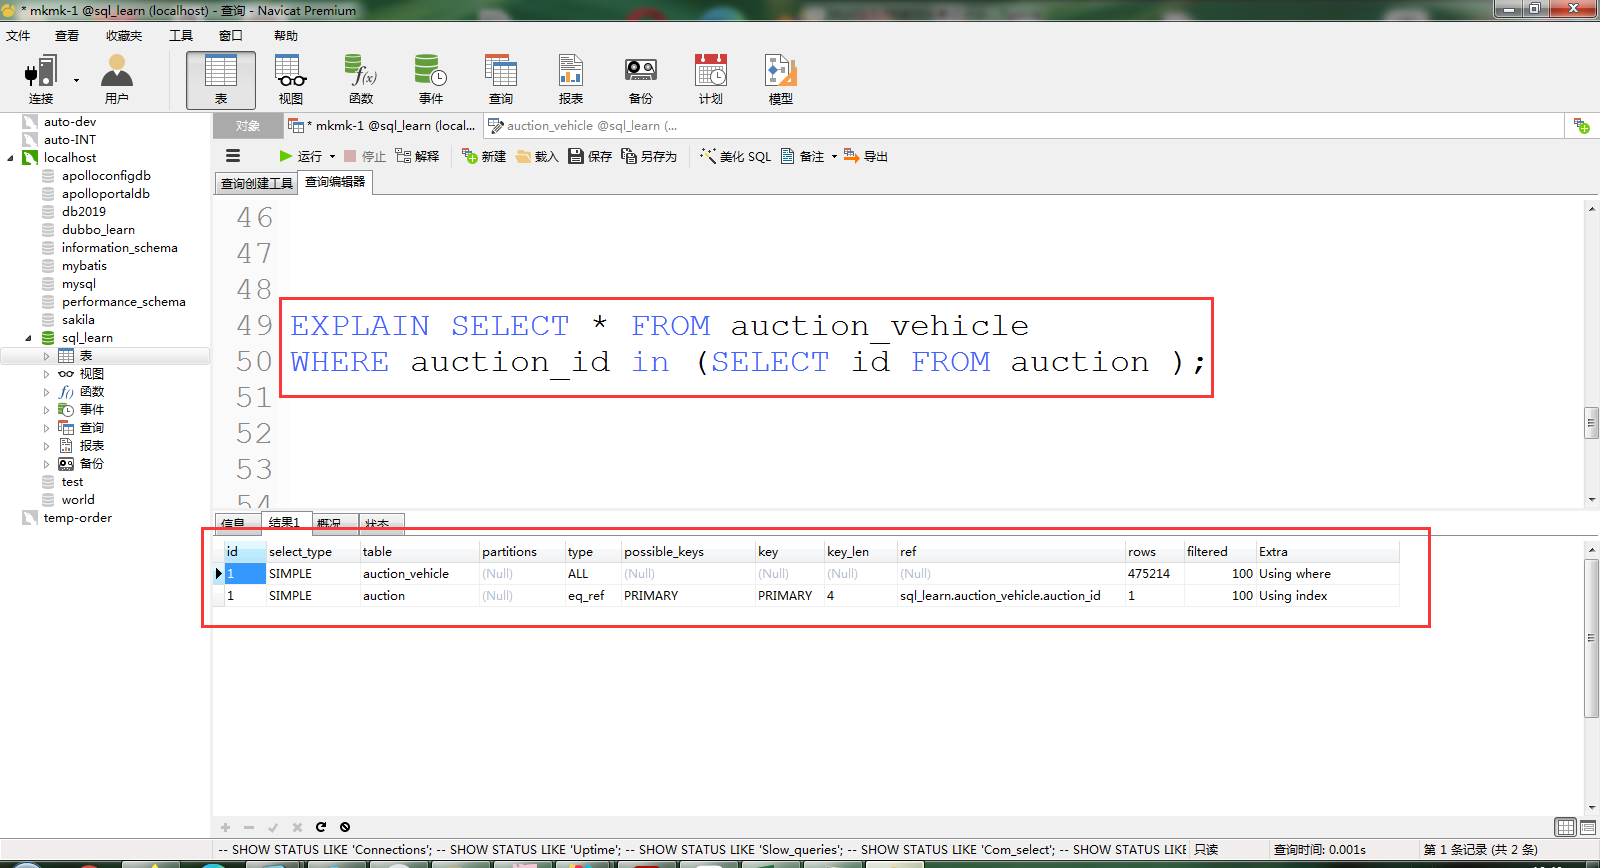 * mkmk-1 @sql_learn (localhost) - 查询 - Navicat Premium
文件 查看 收藏夹 工具 窗口 帮助
连接 用户 表 视图 函数 事件 查询 报表 备份 计划 模型
auto-dev
auto-INT
localhost
apolloconfigdb
apolloportaldb
db2019
dubbo_learn
information_schema
mybatis
mysql
performance_schema
sakila
sql_learn
表
视图
函数
事件
查询
报表
备份
test
world
temp-order
对象 * mkmk-1 @sql_learn (local... auction_vehicle @sql_learn (...
运行 停止 解释 新建 载入 保存 另存为 美化 SQL 备注 导出
查询创建工具 查询编辑器
46
47
48
49 EXPLAIN SELECT * FROM auction_vehicle
50 WHERE auction_id in (SELECT id FROM auction );
51
52
53
54
信息 结果1 概况 状态
id select_type table partitions type possible_keys key key_len ref rows filtered Extra
1 SIMPLE auction_vehicle (Null) ALL (Null) (Null) (Null) (Null) 475214 100 Using where
1 SIMPLE auction (Null) eq_ref PRIMARY PRIMARY 4 sql_learn.auction_vehicle.auction_id 1 100 Using index
-- SHOW STATUS LIKE 'Connections'; -- SHOW STATUS LIKE 'Uptime'; -- SHOW STATUS LIKE 'Slow_queries'; -- SHOW STATUS LIKE 'Com_select'; -- SHOW STATUS LIKE 只读 查询时间: 0.001s 第 1 条记录 (共 2 条)